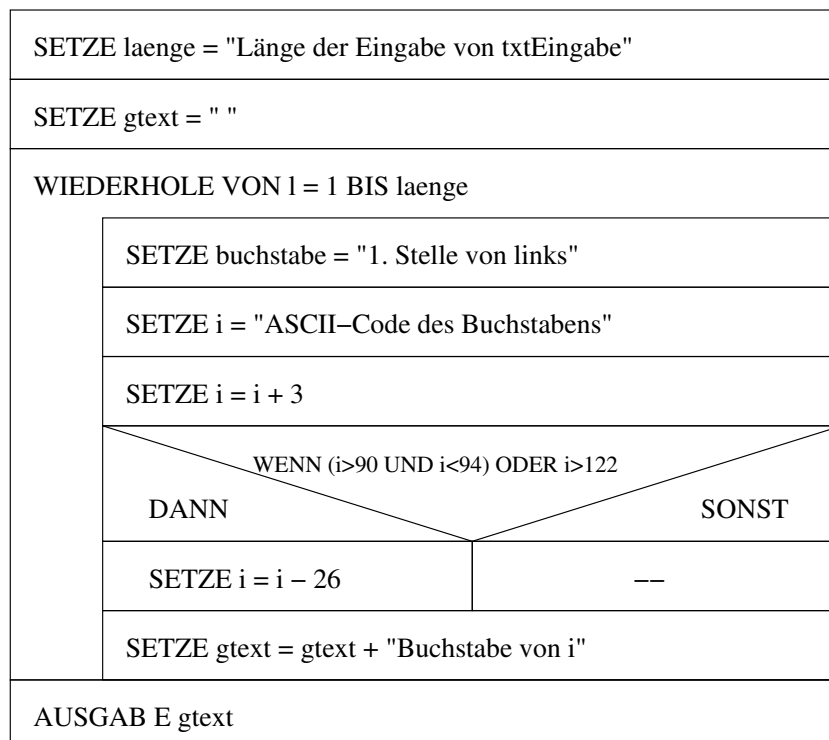 SETZE laenge = "Länge der Eingabe von txtEingabe"
SETZE gtext = " "
WIEDERHOLE VON l = 1 BIS laenge
SETZE buchstabe = "1. Stelle von links"
SETZE i = "ASCII−Code des Buchstabens"
SETZE i = i + 3
WENN (i>90 UND i<94) ODER i>122
DANN SONST
SETZE i = i − 26 −−
SETZE gtext = gtext + "Buchstabe von i"
AUSGAB E gtext